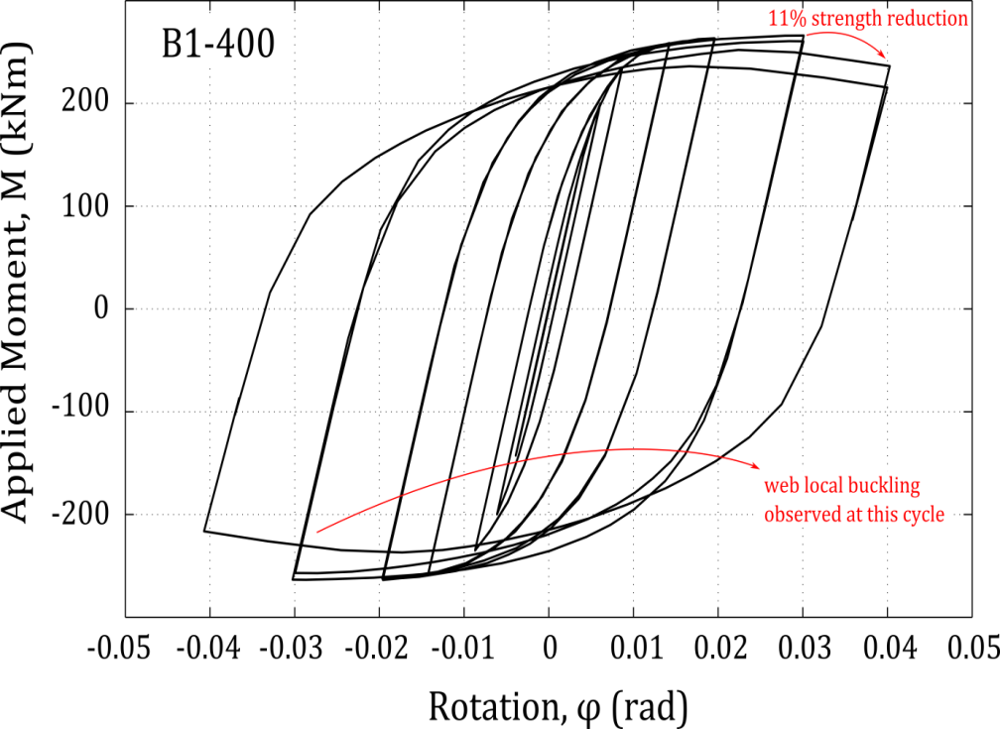 B1-400
11% strength reduction
Applied Moment, M (kNm)
200
100
0
-100
-200
web local buckling
observed at this cycle
-0.05 -0.04 -0.03 -0.02 -0.01 0 0.01 0.02 0.03 0.04 0.05
Rotation, φ (rad)